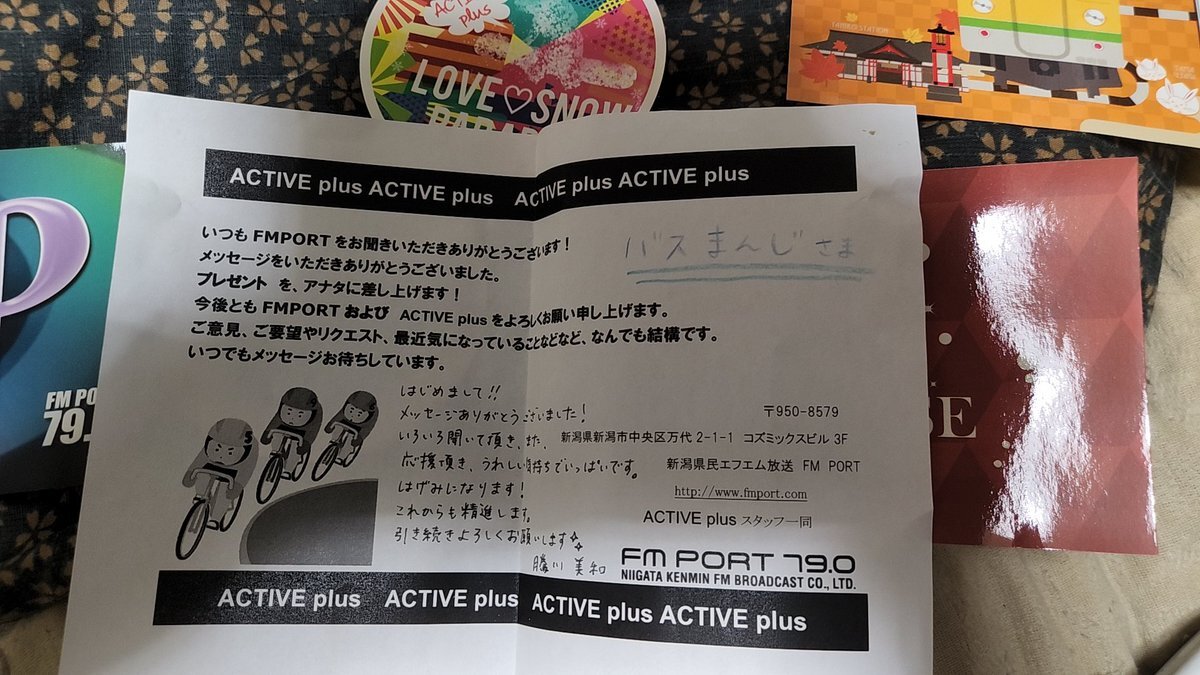 ACTIVE plus
LOVE♡SNOW
STATION
ACTIVE plus ACTIVE plus ACTIVE plus ACTIVE plus
いつも FMPORT をお聞きいただきありがとうございます！
メッセージをいただきありがとうございました。
プレゼント を、アナタに差し上げます！
今後とも FMPORT および ACTIVE plus をよろしくお願い申し上げます。
ご意見、ご要望やリクエスト、最近気になっていることなどなど、なんでも結構です。
いつでもメッセージお待ちしています。
バスまんじさま
はじめまして!!
メッセージありがとうございました！
いろいろ聞いて頂き、また、
応援頂き、うれしい気持ちでいっぱいです。
はげみになります！
これからも精進します。
引き続きよろしくお願いします
勝川 美和
〒950-8579
新潟県新潟市中央区万代 2-1-1 コズミックスビル 3F
新潟県民エフエム放送 FM PORT
http://www.fmport.com
ACTIVE plus スタッフ一同
FM PORT 79.0
NIIGATA KENMIN FM BROADCAST CO., LTD.
ACTIVE plus ACTIVE plus ACTIVE plus ACTIVE plus
FM PO
79.